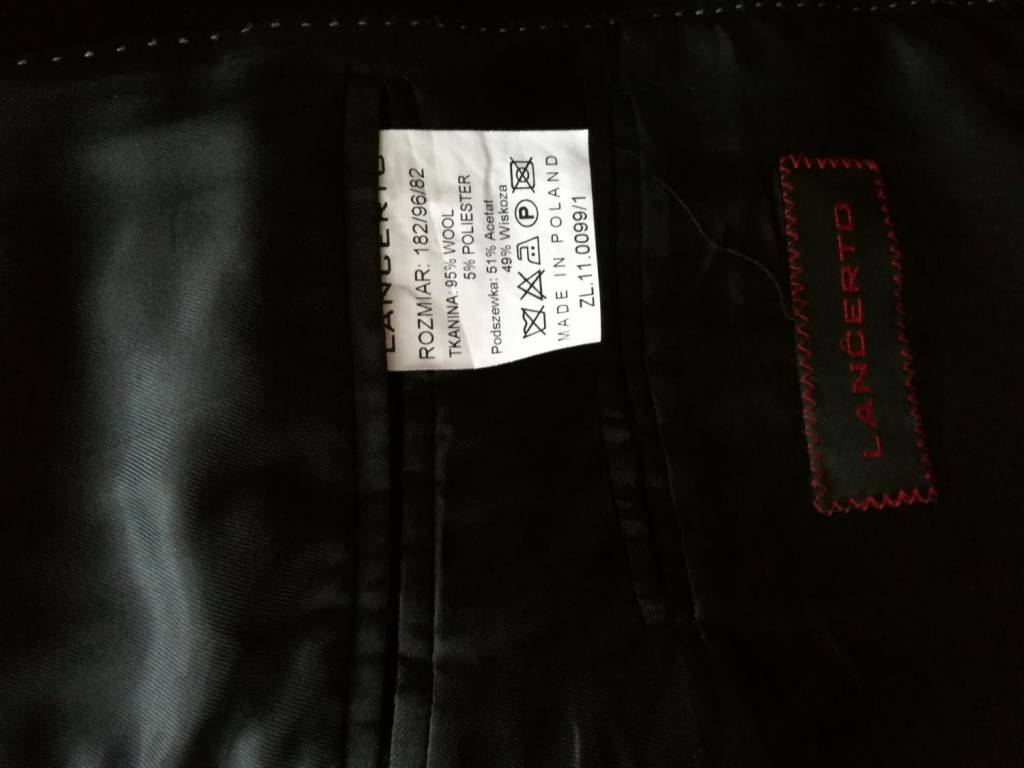 LANCERTO
ROZMIAR: 182/96/82
TKANINA: 95% WOOL
5% POLIESTER
Podszewka: 51% Acetat
49% Wiskoza
P
MADE IN POLAND
ZL.11.0099/1
LANĈERTO